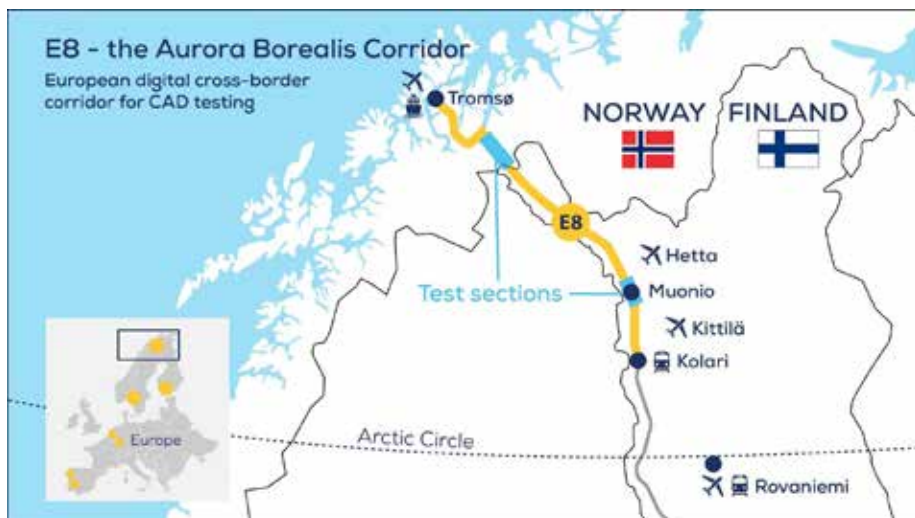 E8 - the Aurora Borealis Corridor
European digital cross-border
corridor for CAD testing
Tromsø
NORWAY
FINLAND
E8
Hetta
Test sections
Muonio
Kittilä
Kolari
Europe
Arctic Circle
Rovaniemi